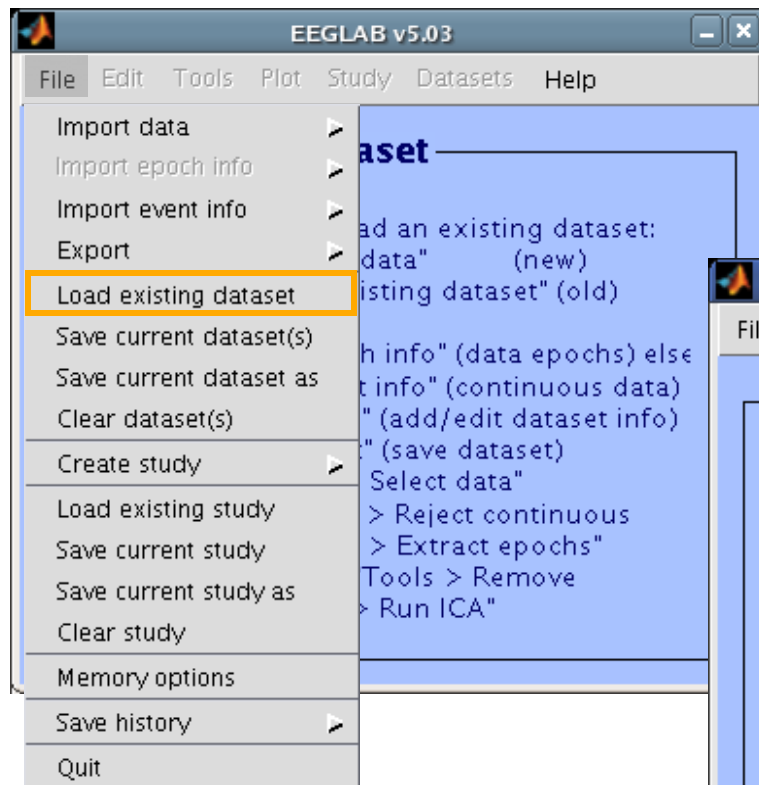 EEGLAB v5.03
File Edit Tools Plot Study Datasets Help
Import data
Import epoch info
Import event info
Export
Load existing dataset
Save current dataset(s)
Save current dataset as
Clear dataset(s)
Create study
Load existing study
Save current study
Save current study as
Clear study
Memory options
Save history
Quit
aset
ad an existing dataset:
data" (new)
isting dataset" (old)
h info" (data epochs) else
t info" (continuous data)
" (add/edit dataset info)
" (save dataset)
Select data"
> Reject continuous
> Extract epochs"
Tools > Remove
> Run ICA"
Fil